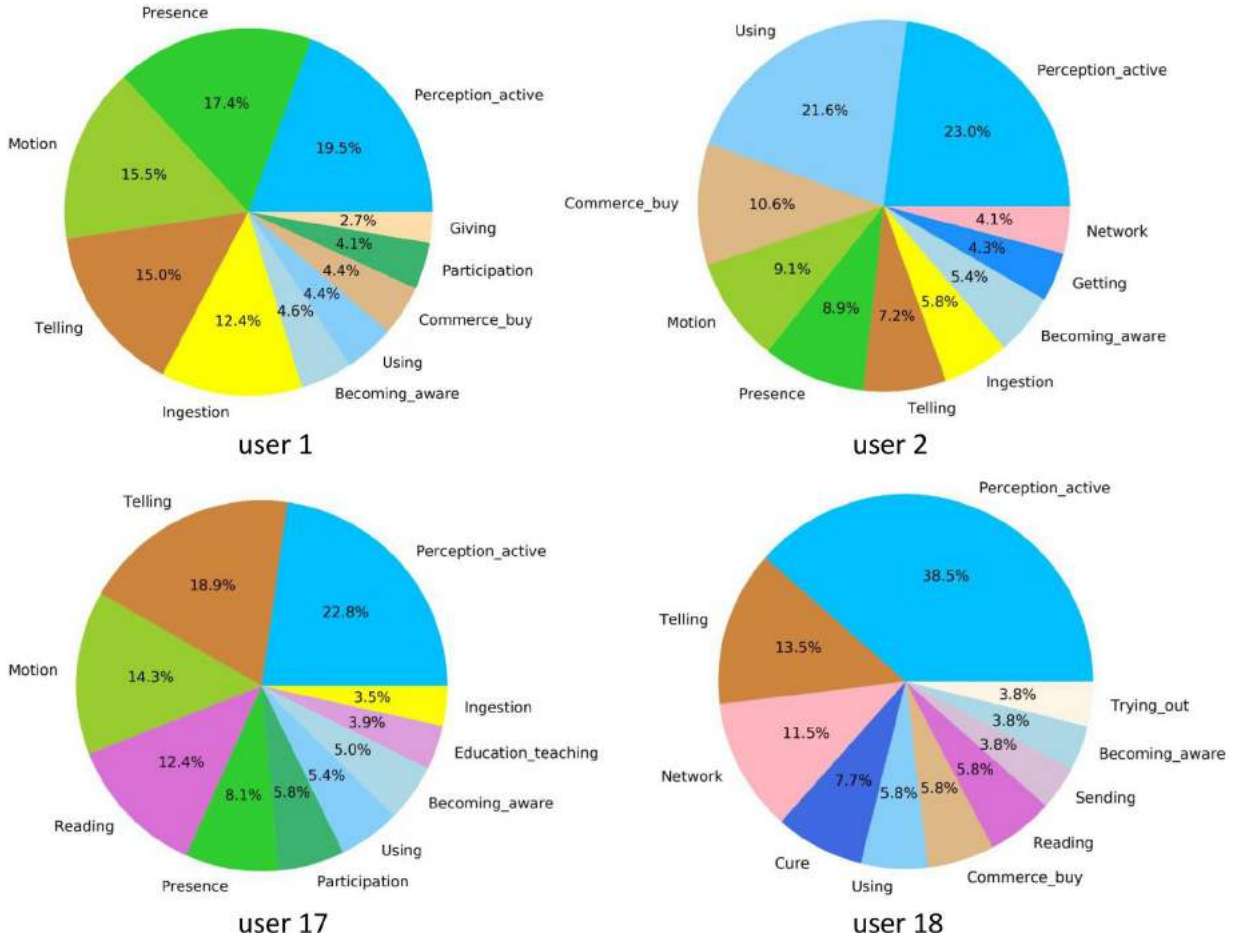 Presence
17.4%
Perception_active
19.5%
Motion
15.5%
Telling
15.0%
Ingestion
12.4%
Becoming_aware
4.6%
Using
4.4%
Commerce_buy
4.4%
Participation
4.1%
Giving
2.7%
user 1
Using
21.6%
Perception_active
23.0%
Commerce_buy
10.6%
Motion
9.1%
Presence
8.9%
Telling
7.2%
Ingestion
5.8%
Becoming_aware
5.4%
Getting
4.3%
Network
4.1%
user 2
Telling
18.9%
Perception_active
22.8%
Motion
14.3%
Reading
12.4%
Presence
8.1%
Participation
5.8%
Using
5.4%
Becoming_aware
5.0%
Education_teaching
3.9%
Ingestion
3.5%
user 17
Perception_active
38.5%
Telling
13.5%
Network
11.5%
Cure
7.7%
Using
5.8%
Commerce_buy
5.8%
Reading
5.8%
Sending
3.8%
Becoming_aware
3.8%
Trying_out
3.8%
user 18